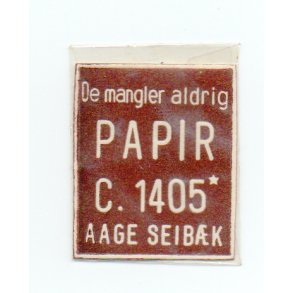 De mangler aldrig
PAPIR
C. 1405*
AAGE SEIBÆK